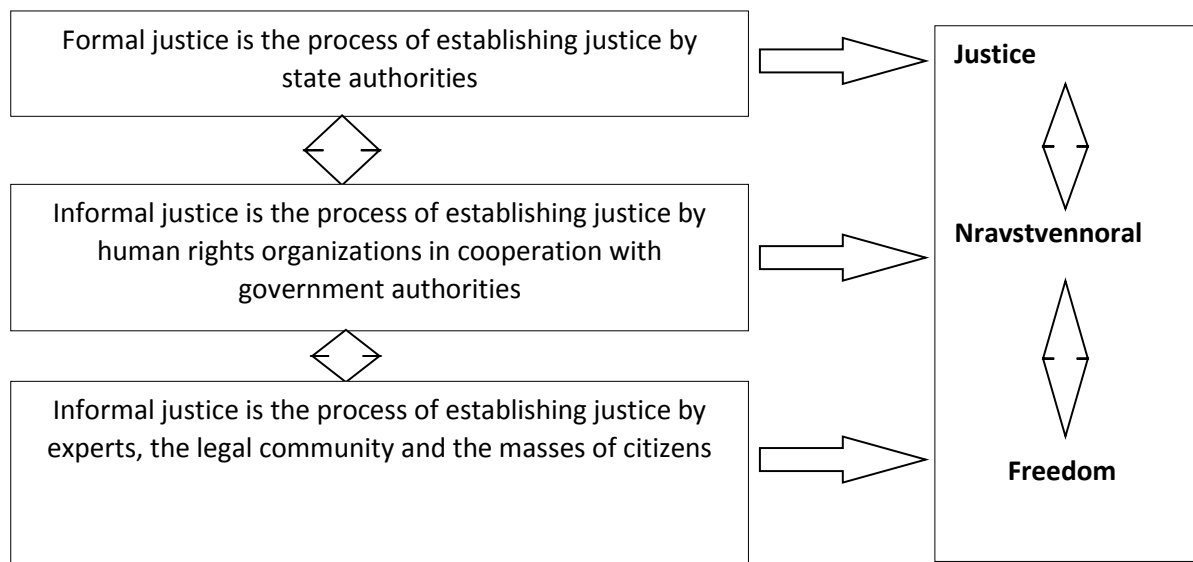 Formal justice is the process of establishing justice by
state authorities
Informal justice is the process of establishing justice by
human rights organizations in cooperation with
government authorities
Informal justice is the process of establishing justice by
experts, the legal community and the masses of citizens
Justice
Nravstvennoral
Freedom